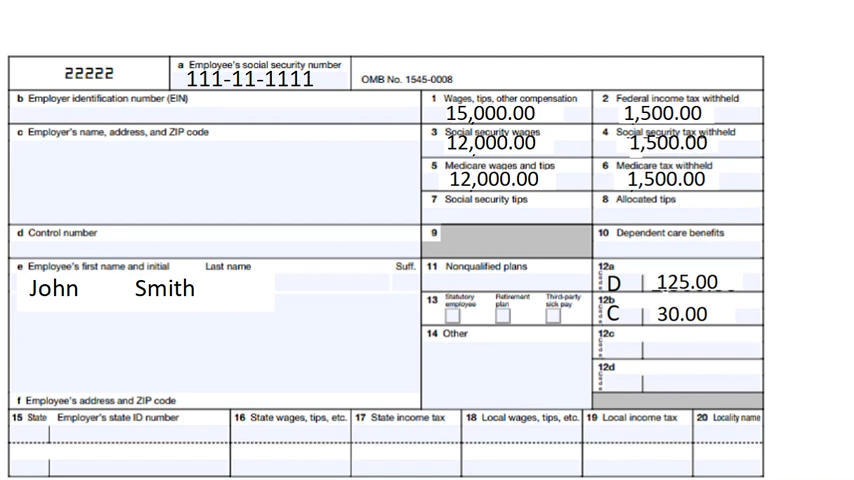 22222
a Employee's social security number
111-11-1111
OMB No. 1545-0008
b Employer identification number (EIN)
1 Wages, tips, other compensation
15,000.00
2 Federal income tax withheld
1,500.00
c Employer's name, address, and ZIP code
3 Social security wages
12,000.00
4 Social security tax withheld
1,500.00
5 Medicare wages and tips
12,000.00
6 Medicare tax withheld
1,500.00
7 Social security tips
8 Allocated tips
d Control number
9
10 Dependent care benefits
e Employee's first name and initial
Last name
Suff.
John Smith
11 Nonqualified plans
12a
D 125.00
13 Statutory employee
Retirement plan
Third-party sick pay
12b
C 30.00
14 Other
12c
12d
f Employee's address and ZIP code
15 State
Employer's state ID number
16 State wages, tips, etc.
17 State income tax
18 Local wages, tips, etc.
19 Local income tax
20 Locality name